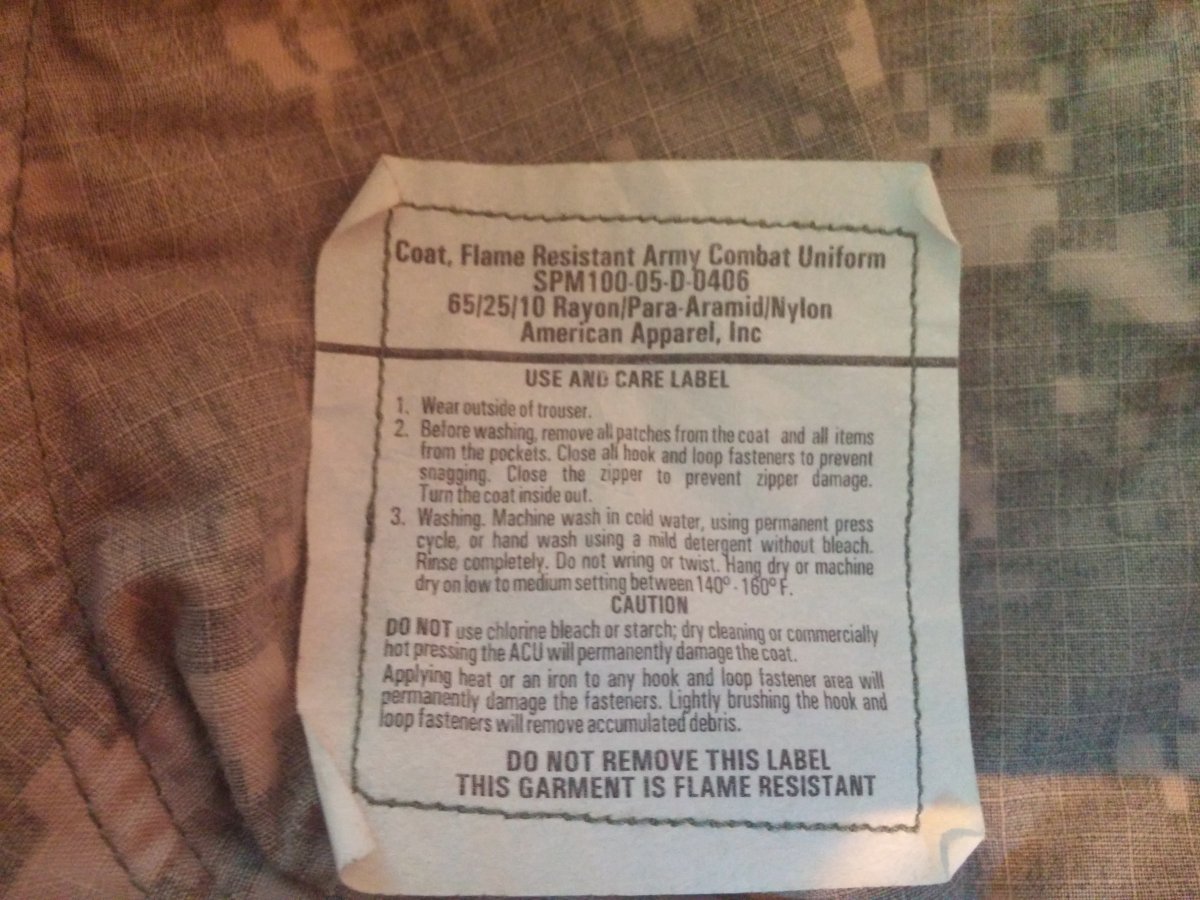 Coat, Flame Resistant Army Combat Uniform
SPM100-05-D-0406
65/25/10 Rayon/Para-Aramid/Nylon
American Apparel, Inc
USE AND CARE LABEL
1. Wear outside of trouser.
2. Before washing, remove all patches from the coat and all items
from the pockets. Close all hook and loop fasteners to prevent
snagging. Close the zipper to prevent zipper damage.
Turn the coat inside out.
3. Washing. Machine wash in cold water, using permanent press
cycle, or hand wash using a mild detergent without bleach.
Rinse completely. Do not wring or twist. Hang dry or machine
dry on low to medium setting between 140° - 160° F.
CAUTION
DO NOT use chlorine bleach or starch; dry cleaning or commercially
hot pressing the ACU will permanently damage the coat.
Applying heat or an iron to any hook and loop fastener area will
permanently damage the fasteners. Lightly brushing the hook and
loop fasteners will remove accumulated debris.
DO NOT REMOVE THIS LABEL
THIS GARMENT IS FLAME RESISTANT